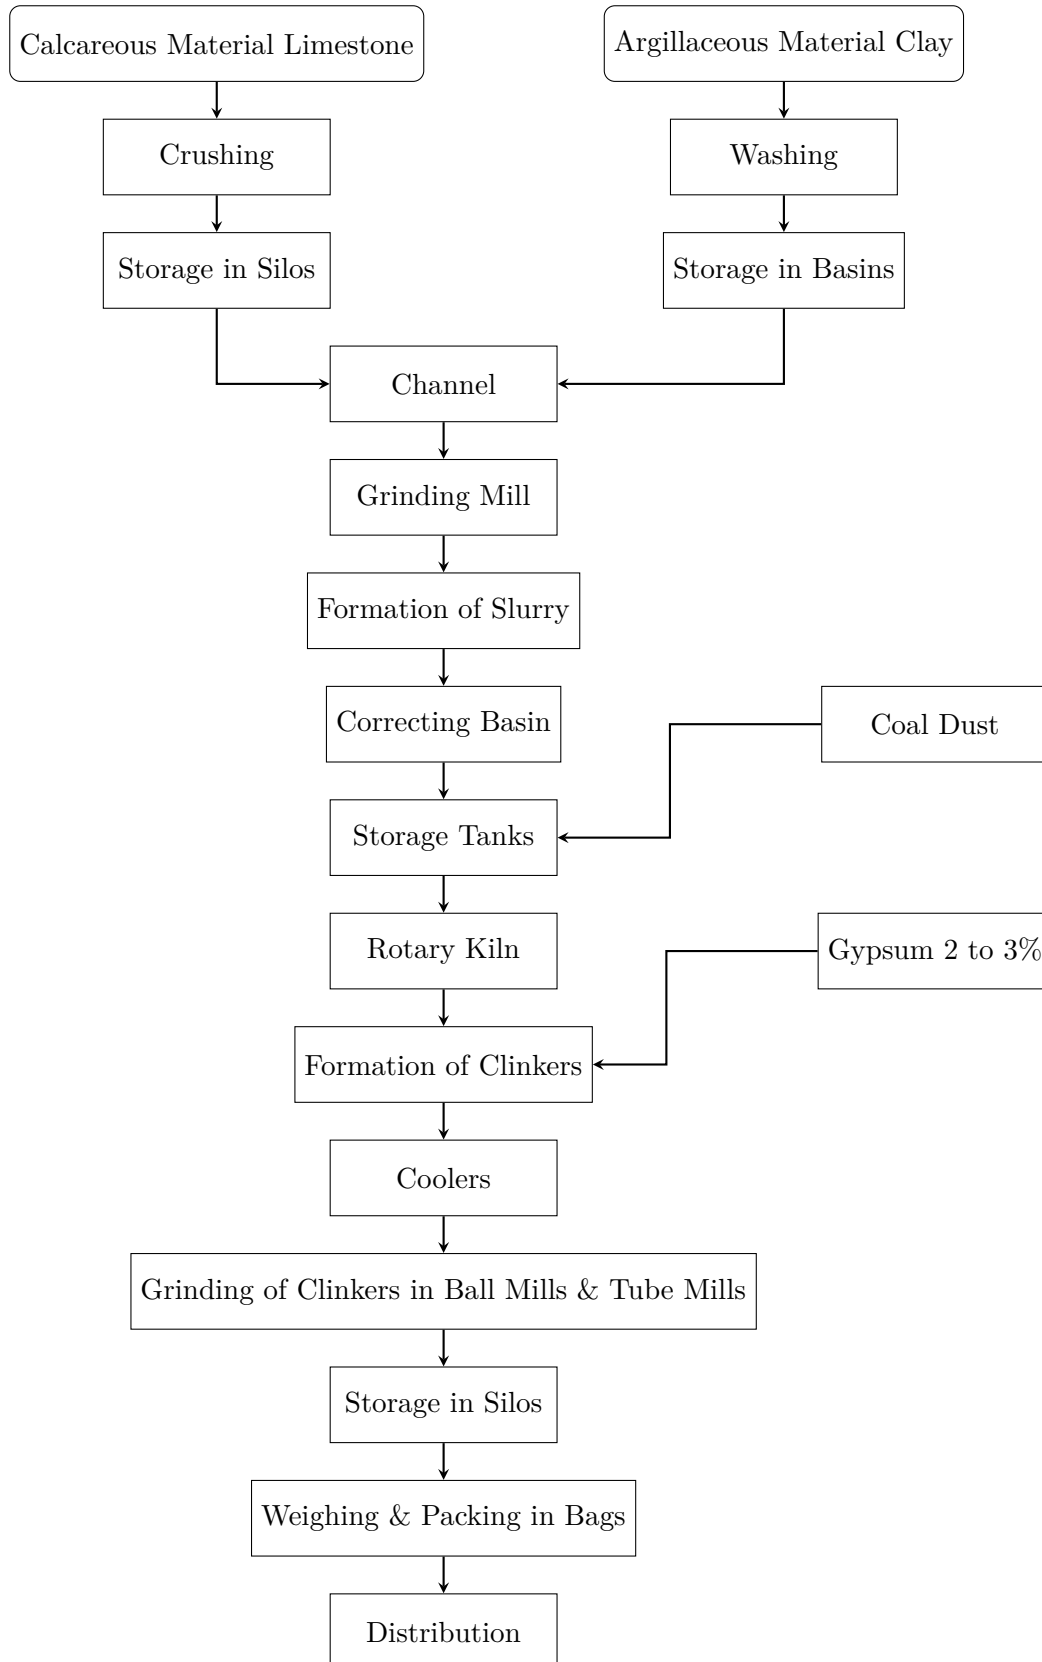 Calcareous Material Limestone
Argillaceous Material Clay
Crushing
Washing
Storage in Silos
Storage in Basins
Channel
Grinding Mill
Formation of Slurry
Correcting Basin
Coal Dust
Storage Tanks
Rotary Kiln
Gypsum 2 to 3%
Formation of Clinkers
Coolers
Grinding of Clinkers in Ball Mills & Tube Mills
Storage in Silos
Weighing & Packing in Bags
Distribution